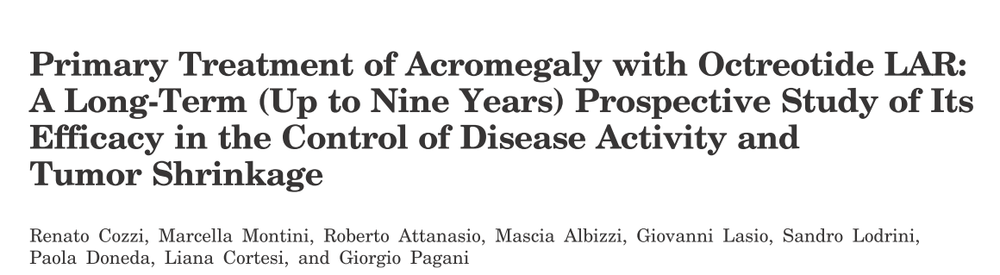 Primary Treatment of Acromegaly with Octreotide LAR:
A Long-Term (Up to Nine Years) Prospective Study of Its
Efficacy in the Control of Disease Activity and
Tumor Shrinkage
Renato Cozzi, Marcella Montini, Roberto Attanasio, Mascia Albizzi, Giovanni Lasio, Sandro Lodrini,
Paola Doneda, Liana Cortesi, and Giorgio Pagani